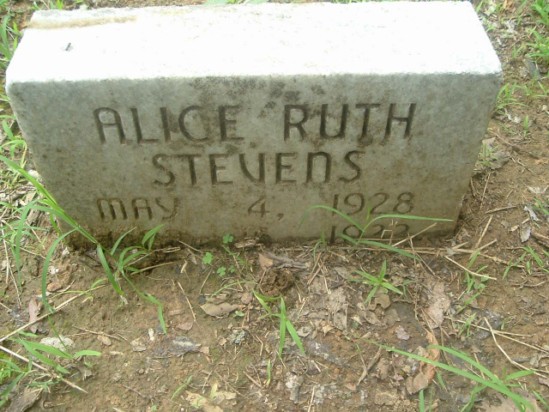 ALICE RUTH
STEVENS
MAY 4, 1928